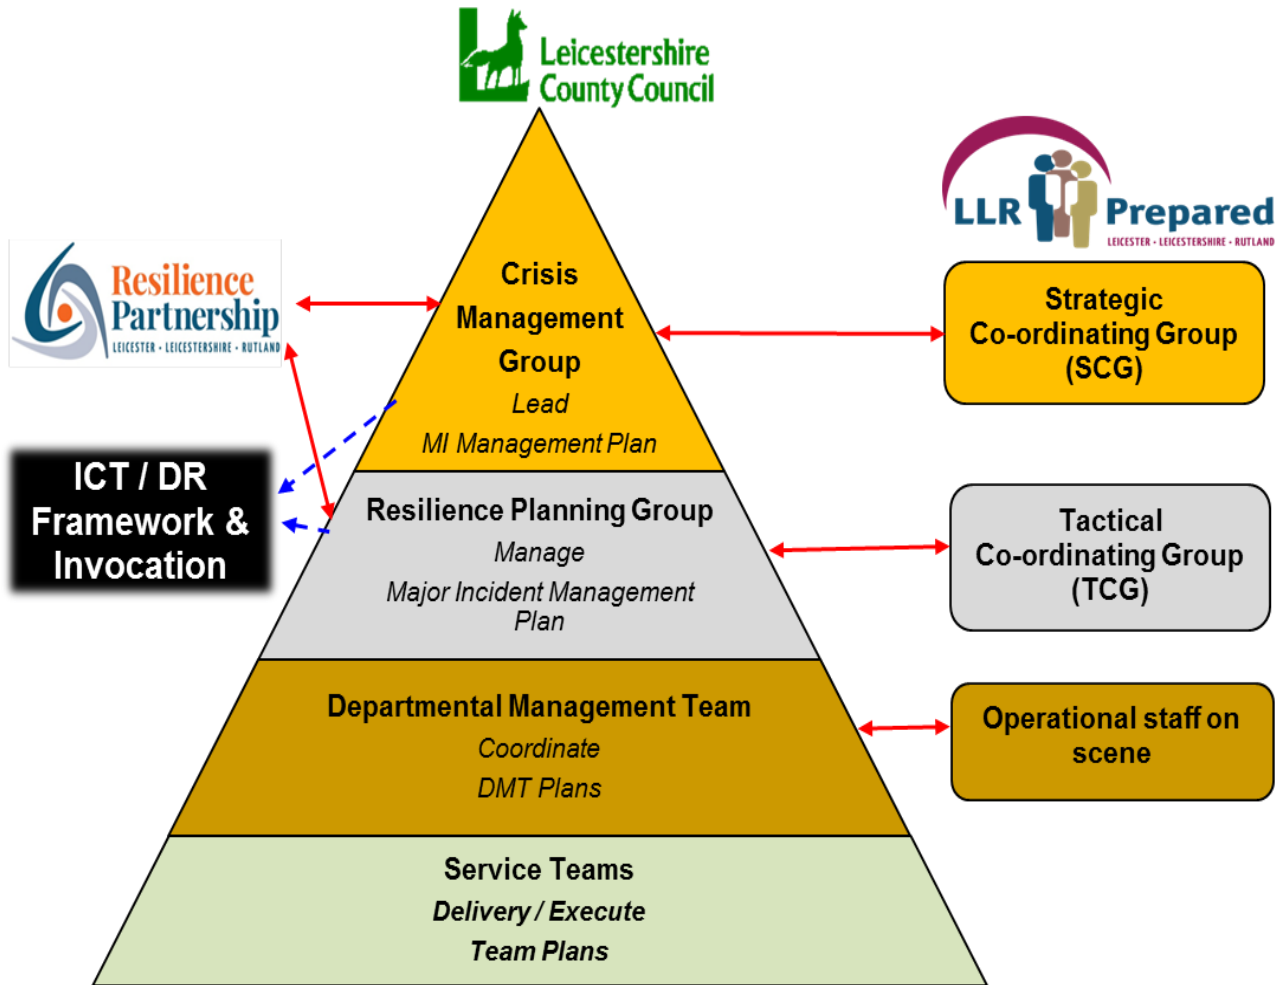 Leicestershire
County Council
LLR Prepared
LEICESTER • LEICESTERSHIRE • RUTLAND
Resilience
Partnership
LEICESTER • LEICESTERSHIRE • RUTLAND
Crisis
Management
Group
Lead
MI Management Plan
Strategic
Co-ordinating Group
(SCG)
ICT / DR
Framework &
Invocation
Resilience Planning Group
Manage
Major Incident Management
Plan
Tactical
Co-ordinating Group
(TCG)
Departmental Management Team
Coordinate
DMT Plans
Operational staff on
scene
Service Teams
Delivery / Execute
Team Plans